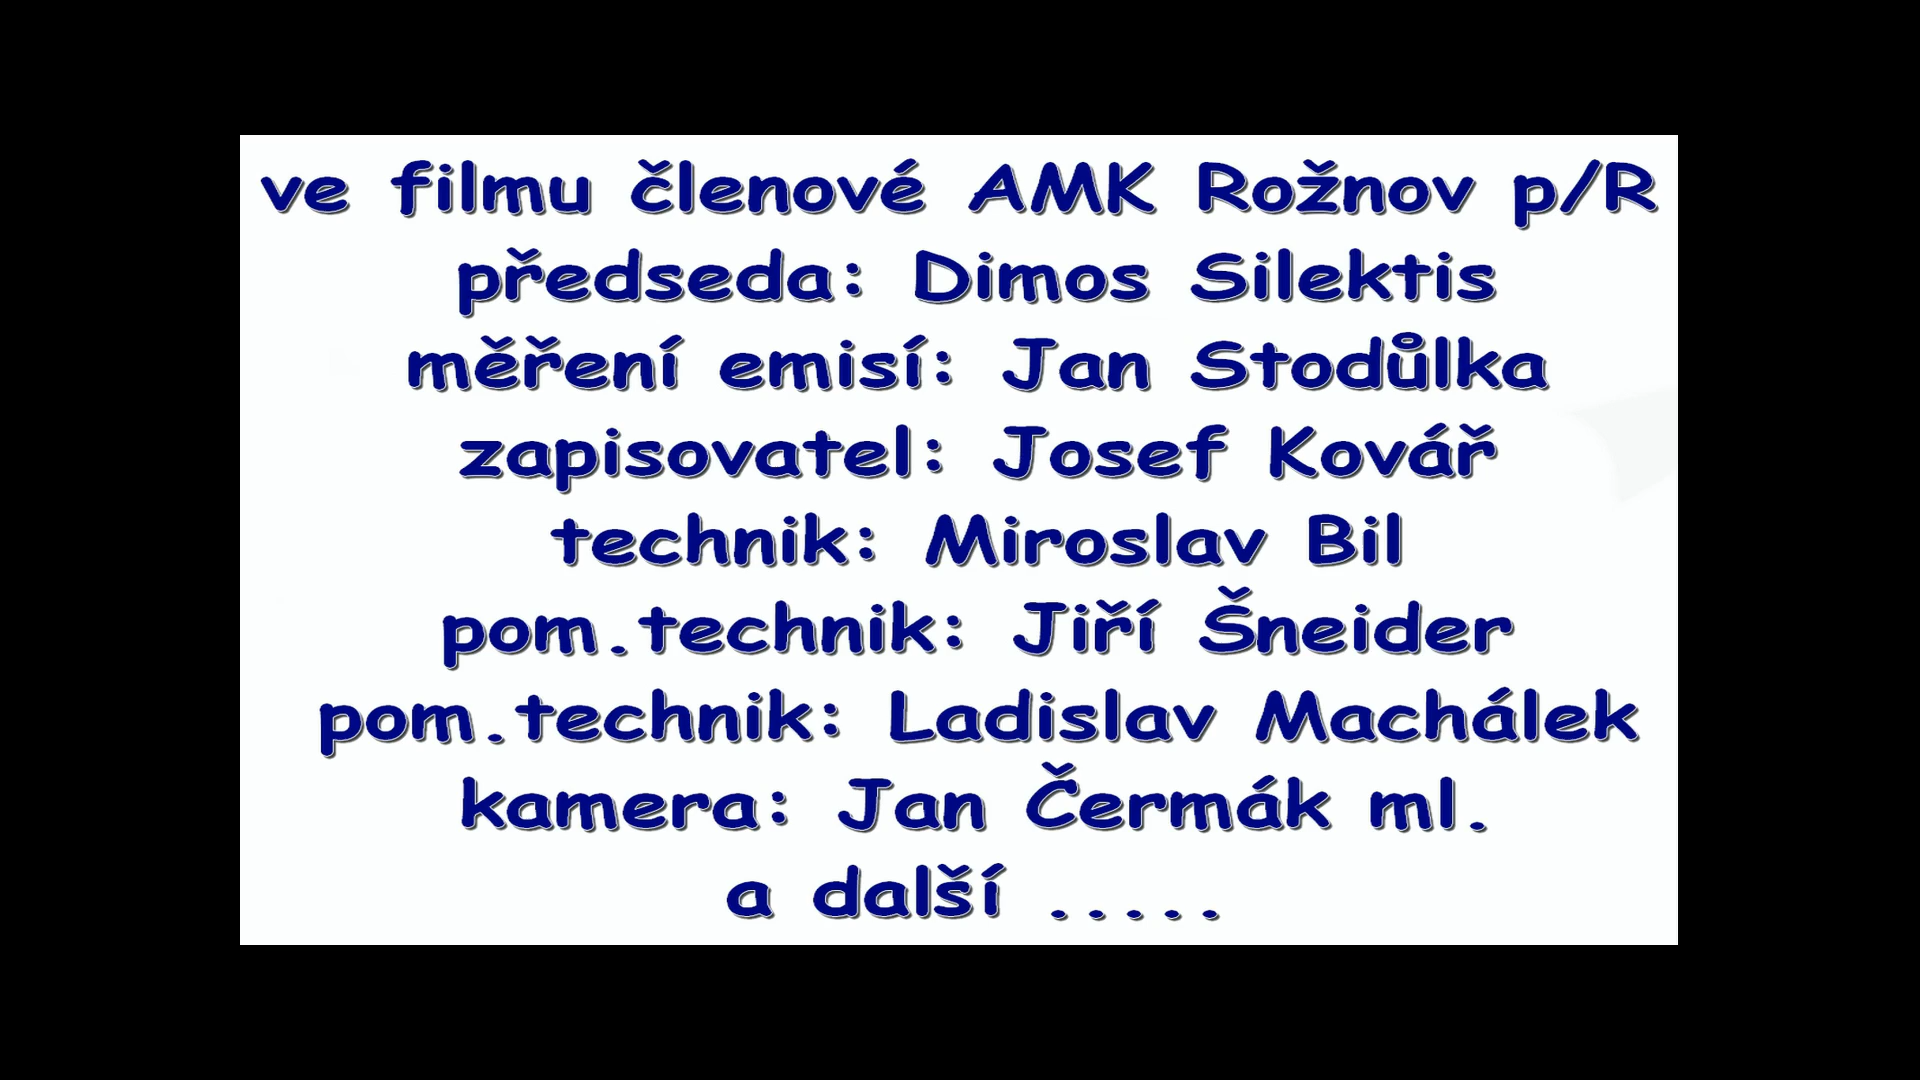 ve filmu členové AMK Rožnov p/R
předseda: Dimos Silektis
měření emisí: Jan Stodůlka
zapisovatel: Josef Kovář
technik: Miroslav Bil
pom.technik: Jiří Šneider
pom.technik: Ladislav Machálek
kamera: Jan Čermák ml.
a další .....